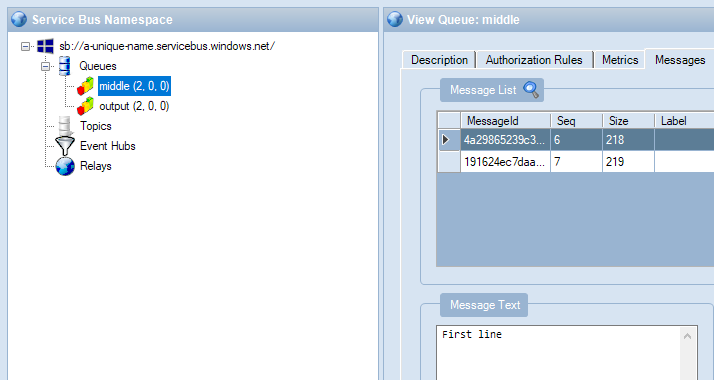 Service Bus Namespace
sb://a-unique-name.servicebus.windows.net/
Queues
middle (2, 0, 0)
output (2, 0, 0)
Topics
Event Hubs
Relays
View Queue: middle
Description Authorization Rules Metrics Messages
Message List
MessageId Seq Size Label
4a29865239c3... 6 218
191624ec7daa... 7 219
Message Text
First line